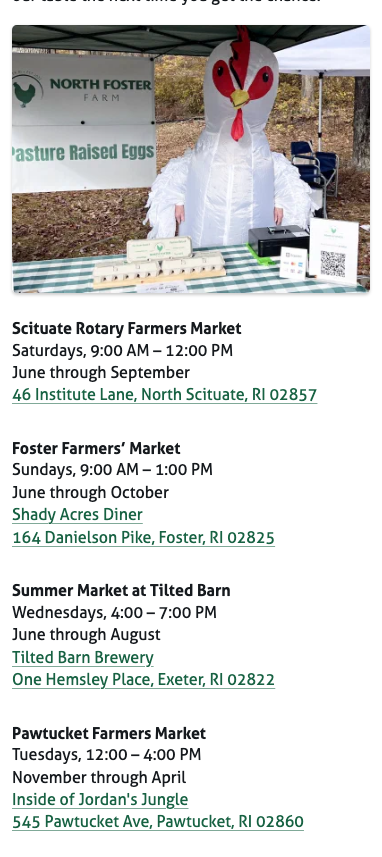 NORTH FOSTER
FARM
Pasture Raised Eggs
Scituate Rotary Farmers Market
Saturdays, 9:00 AM – 12:00 PM
June through September
46 Institute Lane, North Scituate, RI 02857
Foster Farmers’ Market
Sundays, 9:00 AM – 1:00 PM
June through October
Shady Acres Diner
164 Danielson Pike, Foster, RI 02825
Summer Market at Tilted Barn
Wednesdays, 4:00 – 7:00 PM
June through August
Tilted Barn Brewery
One Hemsley Place, Exeter, RI 02822
Pawtucket Farmers Market
Tuesdays, 12:00 – 4:00 PM
November through April
Inside of Jordan's Jungle
545 Pawtucket Ave, Pawtucket, RI 02860